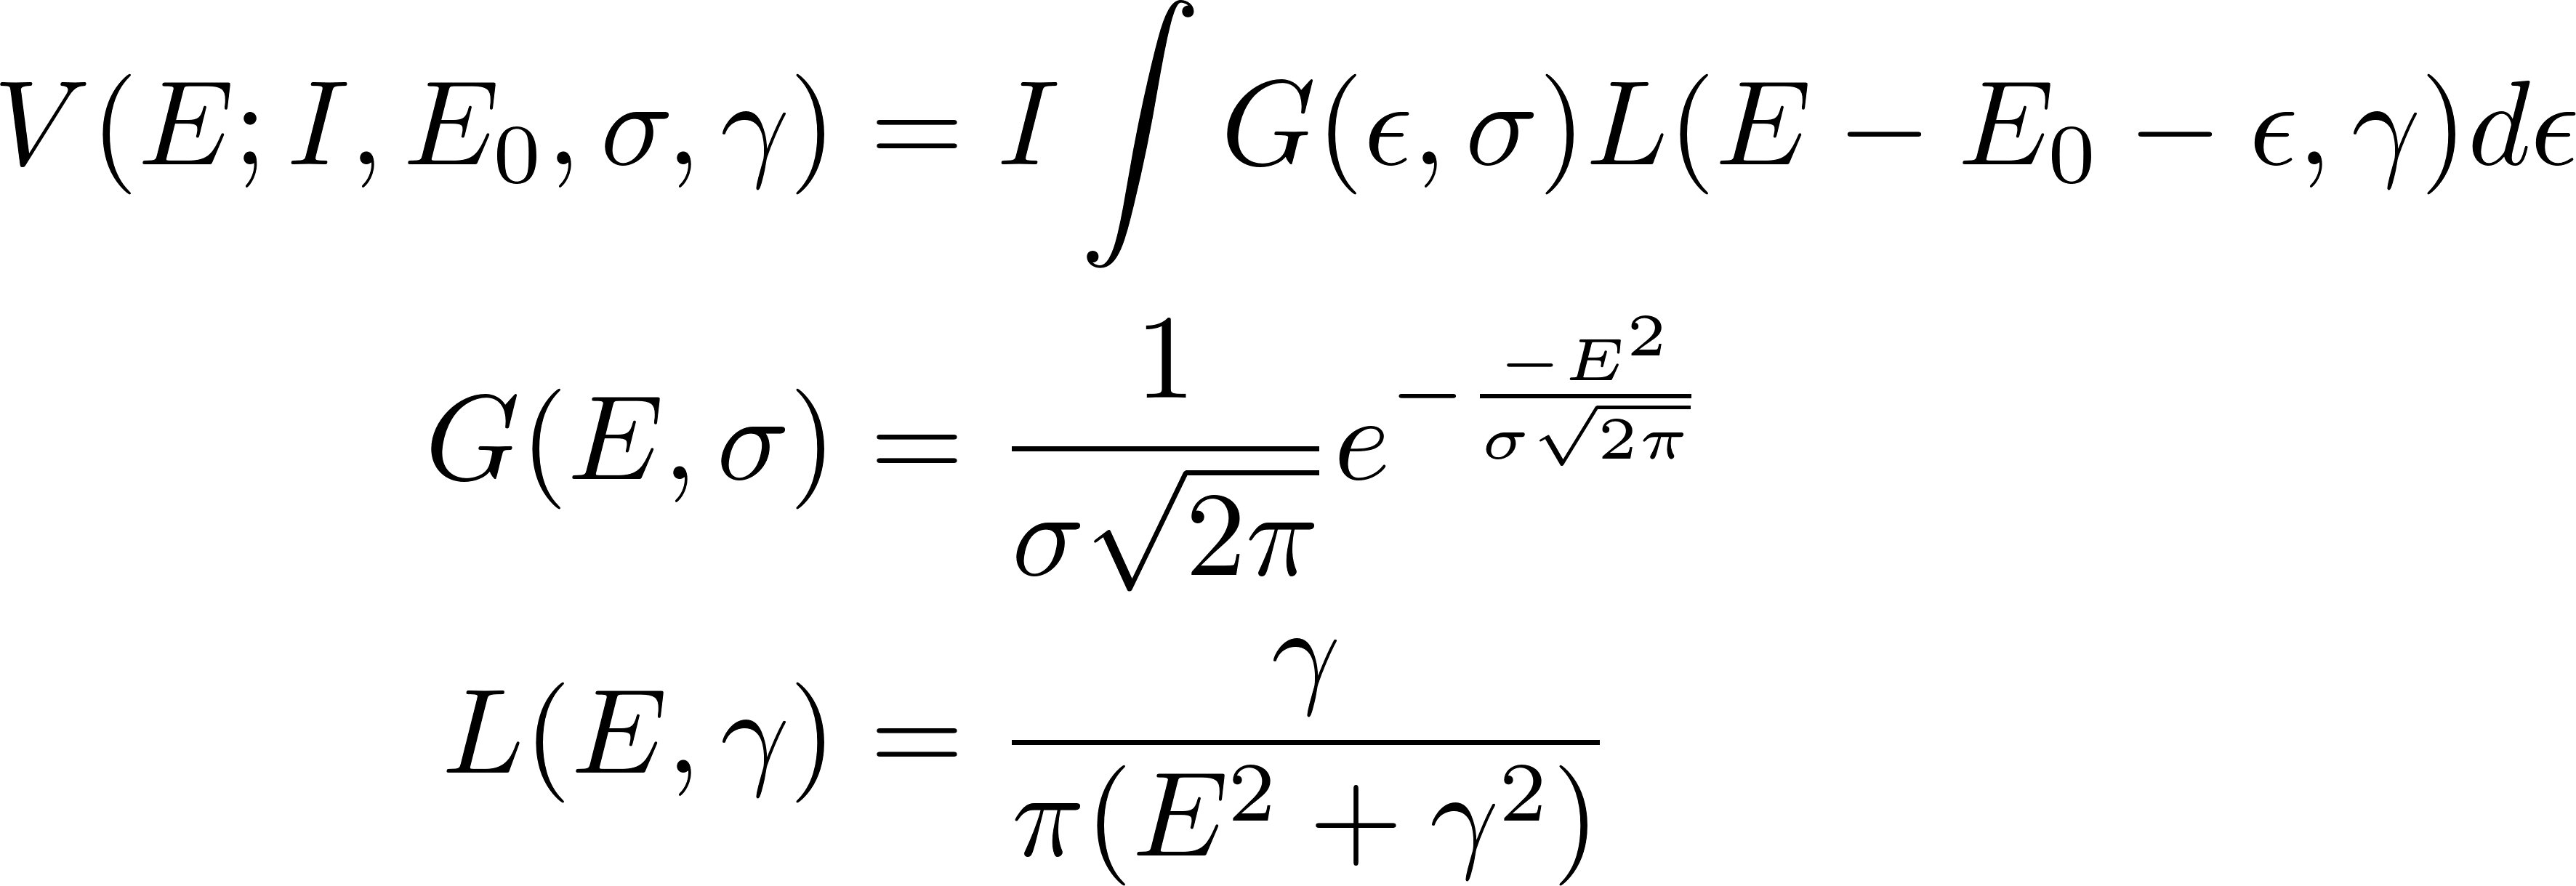 V(E; I, E_0, σ, γ) = I ∫ G(ϵ, σ)L(E − E_0 − ϵ, γ)dϵ
G(E, σ) = \frac{1}{σ\sqrt{2π}} e^{-\frac{-E^2}{σ\sqrt{2π}}}
L(E, γ) = \frac{γ}{π(E^2 + γ^2)}